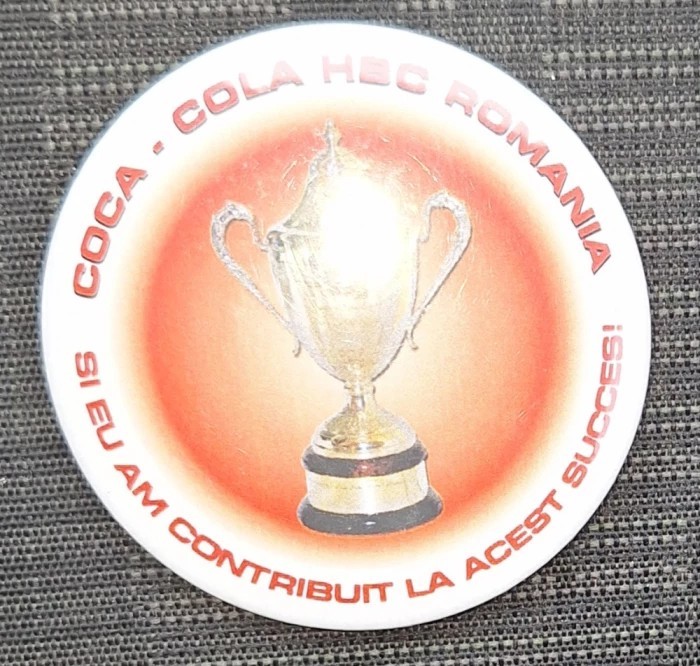 COCA - COLA HBC ROMANIA
SI EU AM CONTRIBUIT LA ACEST SUCCES!